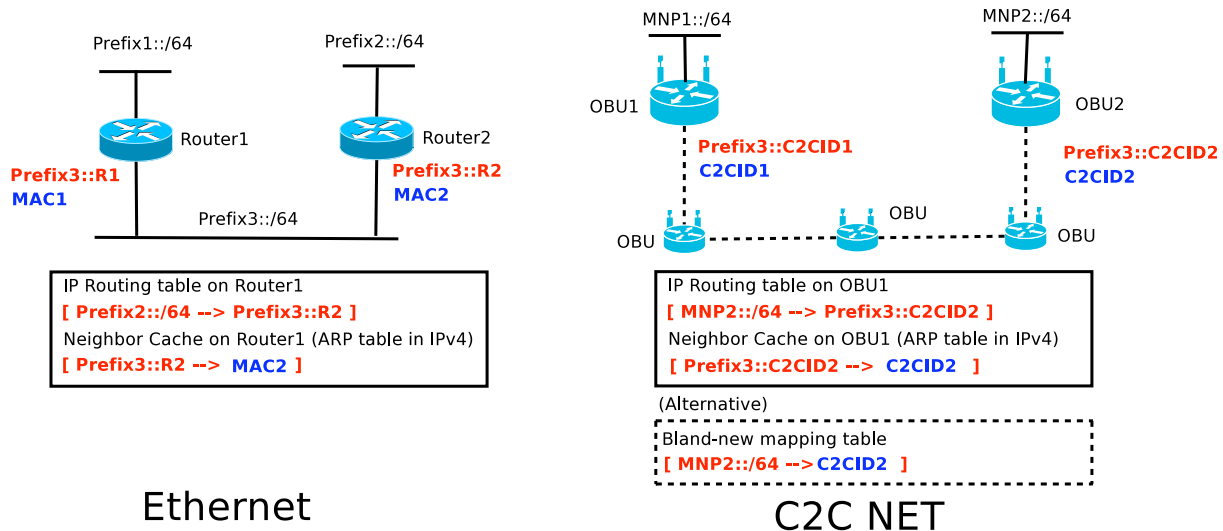 Prefix1::/64
Prefix2::/64
Router1
Router2
Prefix3::R1
MAC1
Prefix3::R2
MAC2
Prefix3::/64
IP Routing table on Router1
[ Prefix2::/64 --> Prefix3::R2 ]
Neighbor Cache on Router1 (ARP table in IPv4)
[ Prefix3::R2 --> MAC2 ]
Ethernet
MNP1::/64
MNP2::/64
OBU1
OBU2
Prefix3::C2CID1
C2CID1
Prefix3::C2CID2
C2CID2
OBU
OBU
OBU
IP Routing table on OBU1
[ MNP2::/64 --> Prefix3::C2CID2 ]
Neighbor Cache on OBU1 (ARP table in IPv4)
[ Prefix3::C2CID2 --> C2CID2 ]
(Alternative)
Bland-new mapping table
[ MNP2::/64 --> C2CID2 ]
C2C NET